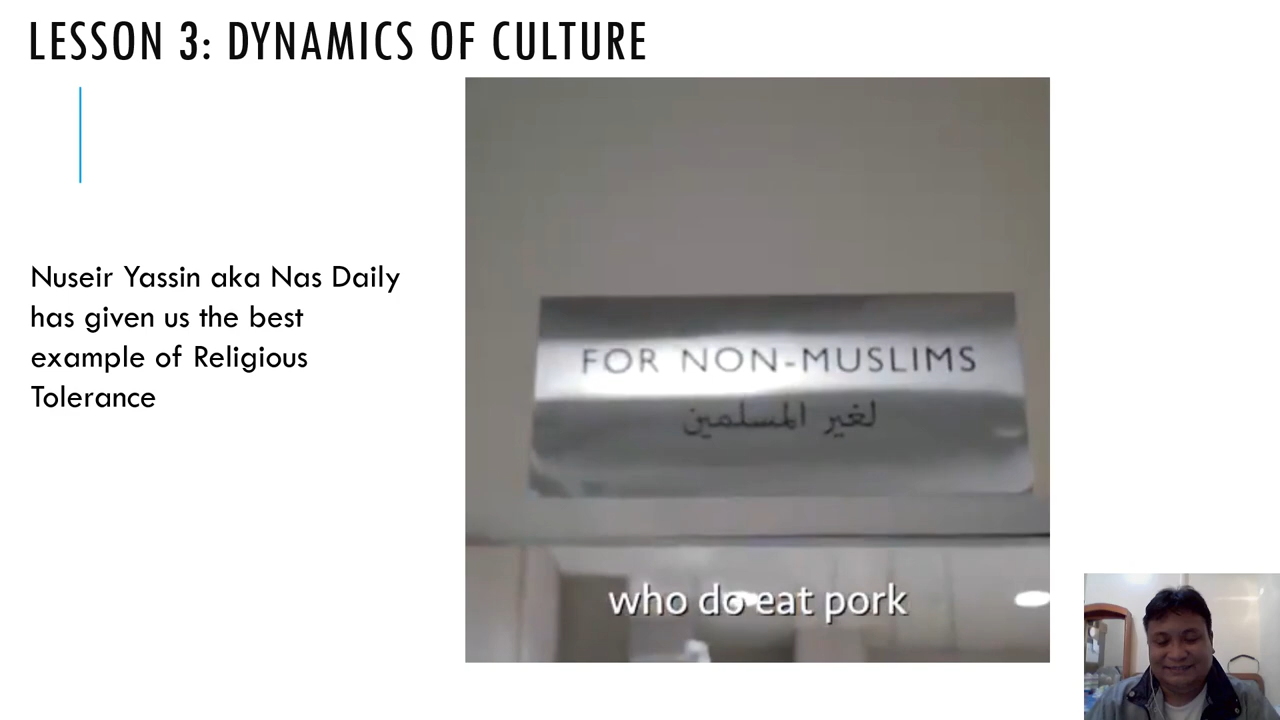 LESSON 3: DYNAMICS OF CULTURE
Nuseir Yassin aka Nas Daily
has given us the best
example of Religious
Tolerance
FOR NON-MUSLIMS
لغير المسلمين
who do eat pork